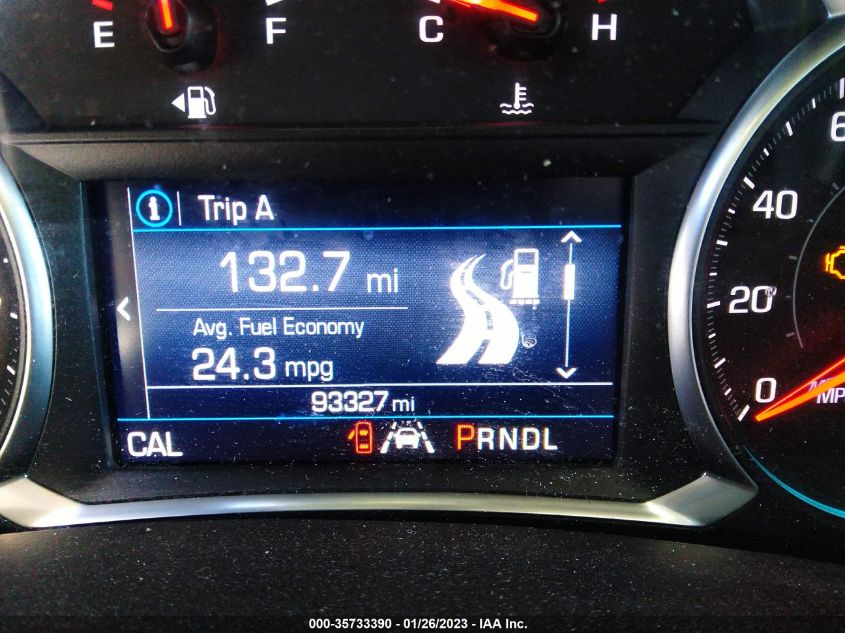 E F C H
Trip A
132.7 mi
Avg. Fuel Economy
24.3 mpg
93327 mi
CAL
PRNDL
40
20
0
000-35733390 - 01/26/2023 - IAA Inc.